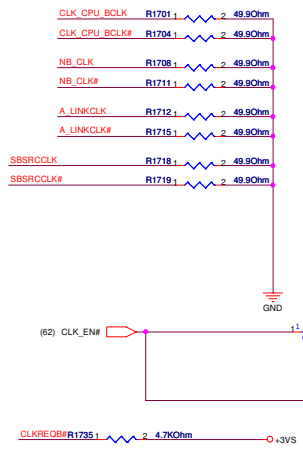 CLK_CPU_BCLK R1701 1 2 49.9Ohm
CLK_CPU_BCLK# R1704 1 2 49.9Ohm
NB_CLK R1708 1 2 49.9Ohm
NB_CLK# R1711 1 2 49.9Ohm
A_LINKCLK R1712 1 2 49.9Ohm
A_LINKCLK# R1715 1 2 49.9Ohm
SBSRCCLK R1718 1 2 49.9Ohm
SBSRCCLK# R1719 1 2 49.9Ohm
GND
(62) CLK_EN# 1 1
CLKREQB# R1735 1 2 4.7KOhm +3VS